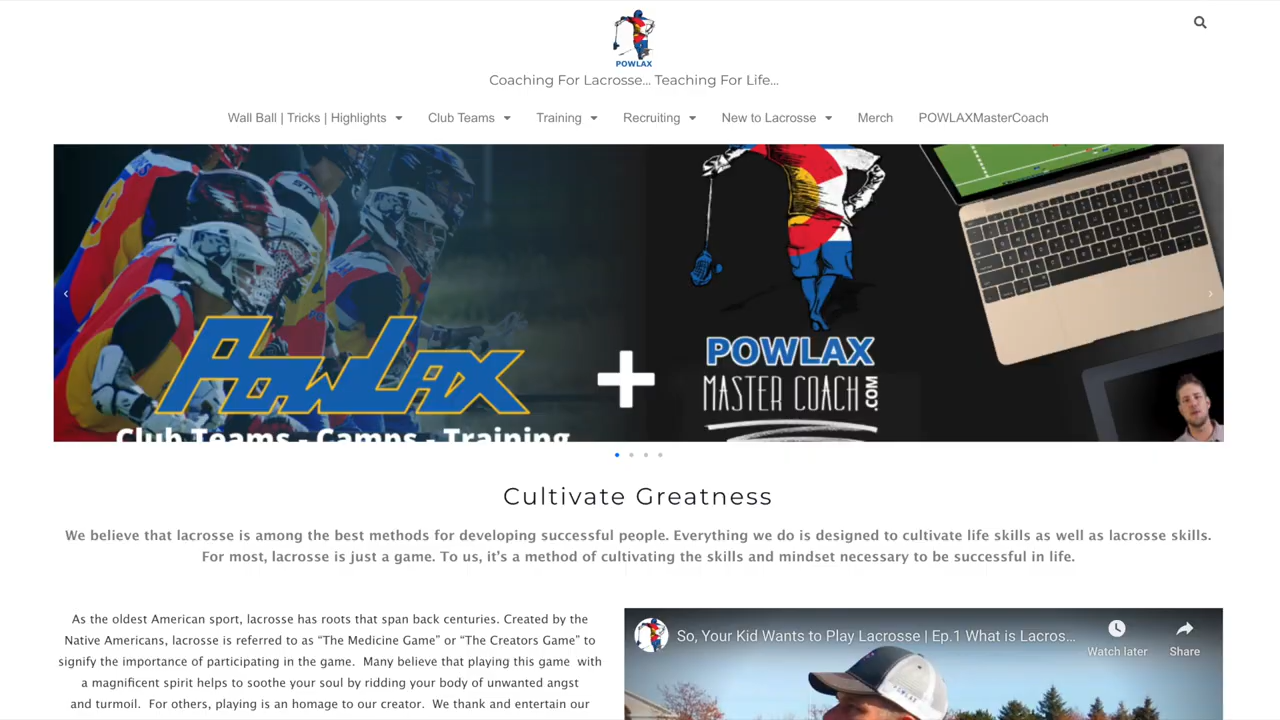 POWLAX
Coaching For Lacrosse... Teaching For Life...
Wall Ball | Tricks | Highlights
Club Teams
Training
Recruiting
New to Lacrosse
Merch
POWLAXMasterCoach
STX
POWLAX
Club Teams - Camps - Training
+
POWLAX
MASTER COACH .COM
Cultivate Greatness
We believe that lacrosse is among the best methods for developing successful people. Everything we do is designed to cultivate life skills as well as lacrosse skills.
For most, lacrosse is just a game. To us, it's a method of cultivating the skills and mindset necessary to be successful in life.
As the oldest American sport, lacrosse has roots that span back centuries. Created by the
Native Americans, lacrosse is referred to as “The Medicine Game” or “The Creators Game” to
signify the importance of participating in the game. Many believe that playing this game with
a magnificent spirit helps to soothe your soul by ridding your body of unwanted angst
and turmoil. For others, playing is an homage to our creator. We thank and entertain our
So, Your Kid Wants to Play Lacrosse | Ep.1 What is Lacros...
Watch later
Share
POWLAX